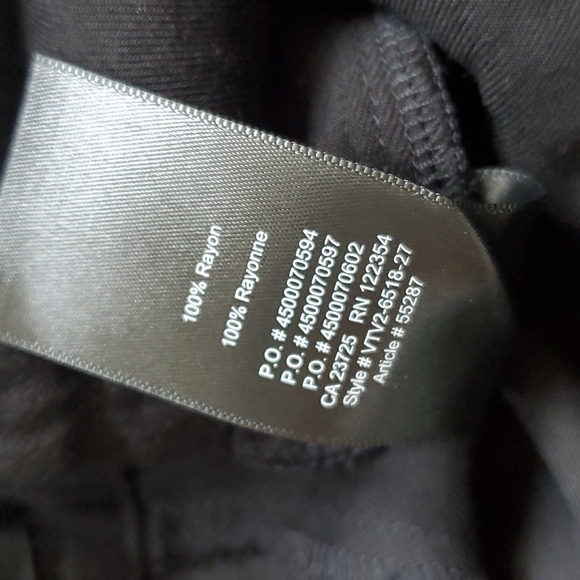 100% Rayon
100% Rayonne
P.O. # 4500070594
P.O. # 4500070597
P.O. # 4500070602
CA 23725 RN 122354
Style # VTV2-6518-27
Article # 55287